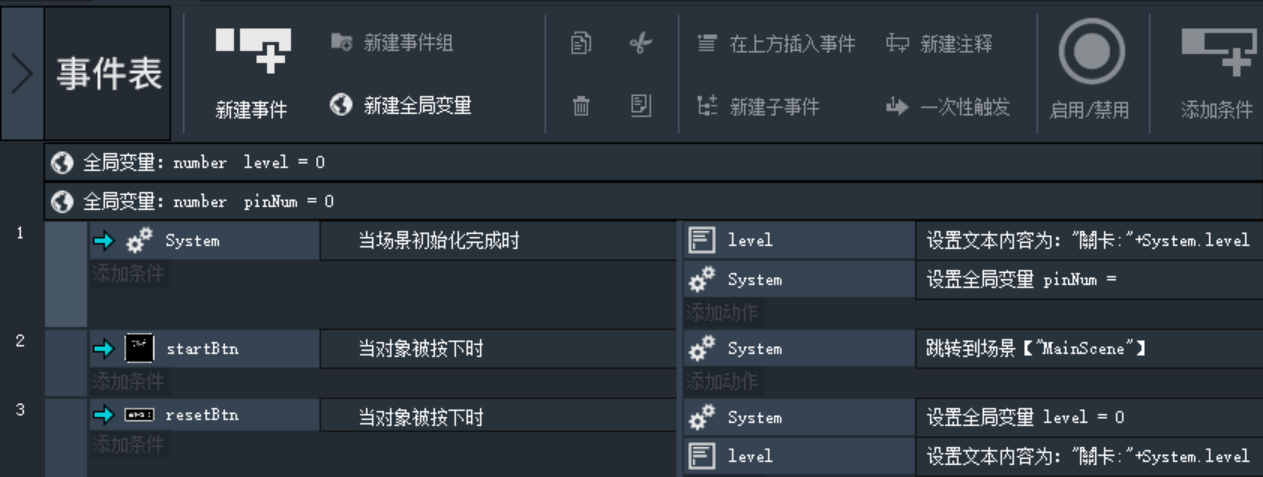 事件表
新建事件
新建事件组
新建全局变量
在上方插入事件
新建注释
新建子事件
一次性触发
启用/禁用
添加条件
全局变量: number level = 0
全局变量: number pinNum = 0
1
System 当场景初始化完成时 level 设置文本内容为: "關卡:"+System.level
添加条件
System 设置全局变量 pinNum =
添加动作
2
startBtn 当对象被按下时 System 跳转到场景【"MainScene"】
添加条件
添加动作
3
resetBtn 当对象被按下时 System 设置全局变量 level = 0
添加条件
level 设置文本内容为: "關卡:"+System.level